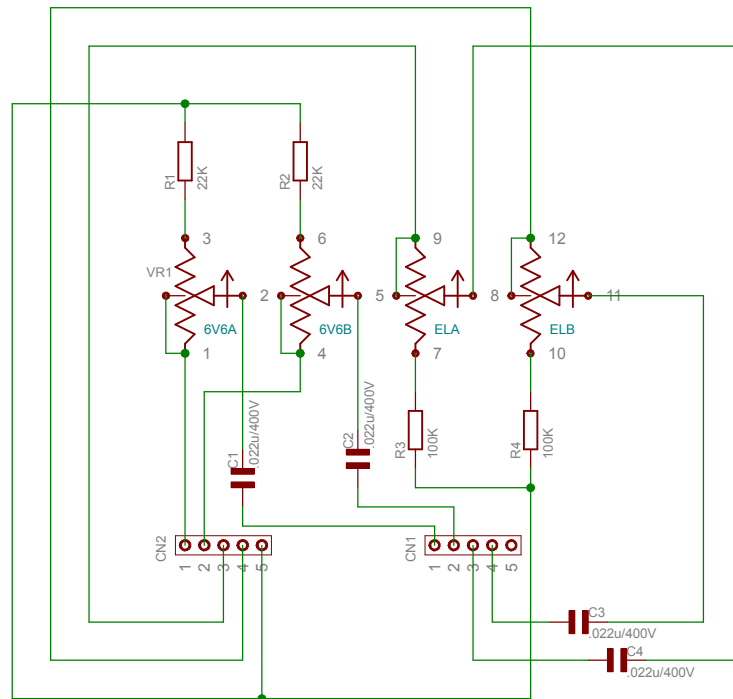 R1
22K
R2
22K
3
6
9
12
VR1
2
5
8
11
6V6A
6V6B
ELA
ELB
1
4
7
10
C1
.022u/400V
C2
.022u/400V
R3
100K
R4
100K
CN2
1
2
3
4
5
CN1
1
2
3
4
5
C3
.022u/400V
C4
.022u/400V